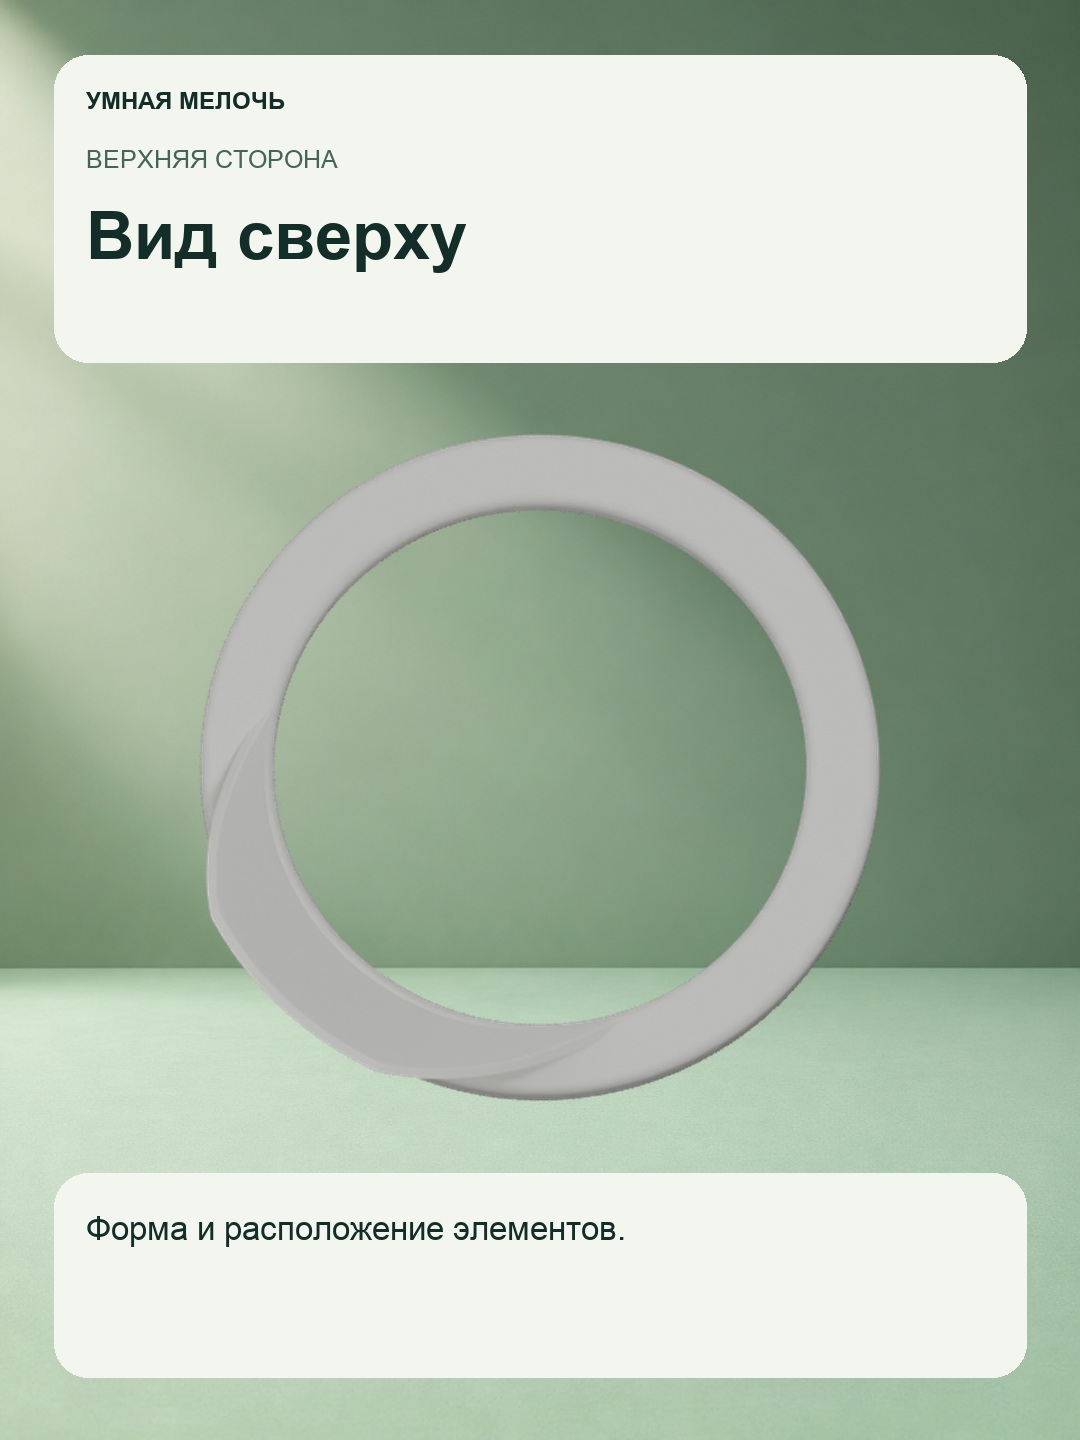 УМНАЯ МЕЛОЧЬ
ВЕРХНЯЯ СТОРОНА
Вид сверху
Форма и расположение элементов.